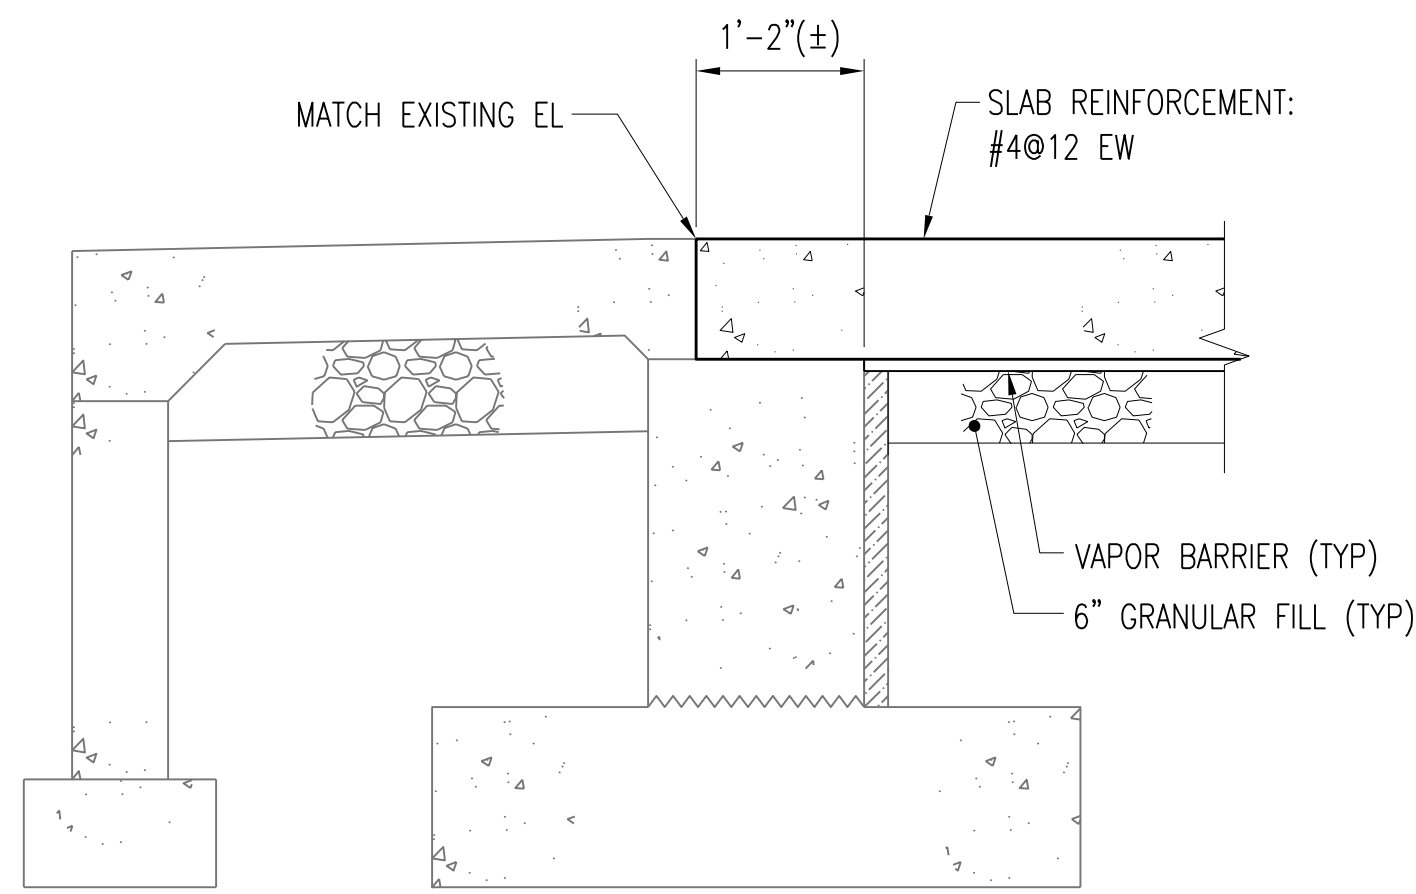 1'-2"(±)
MATCH EXISTING EL
SLAB REINFORCEMENT:
#4@12 EW
VAPOR BARRIER (TYP)
6" GRANULAR FILL (TYP)